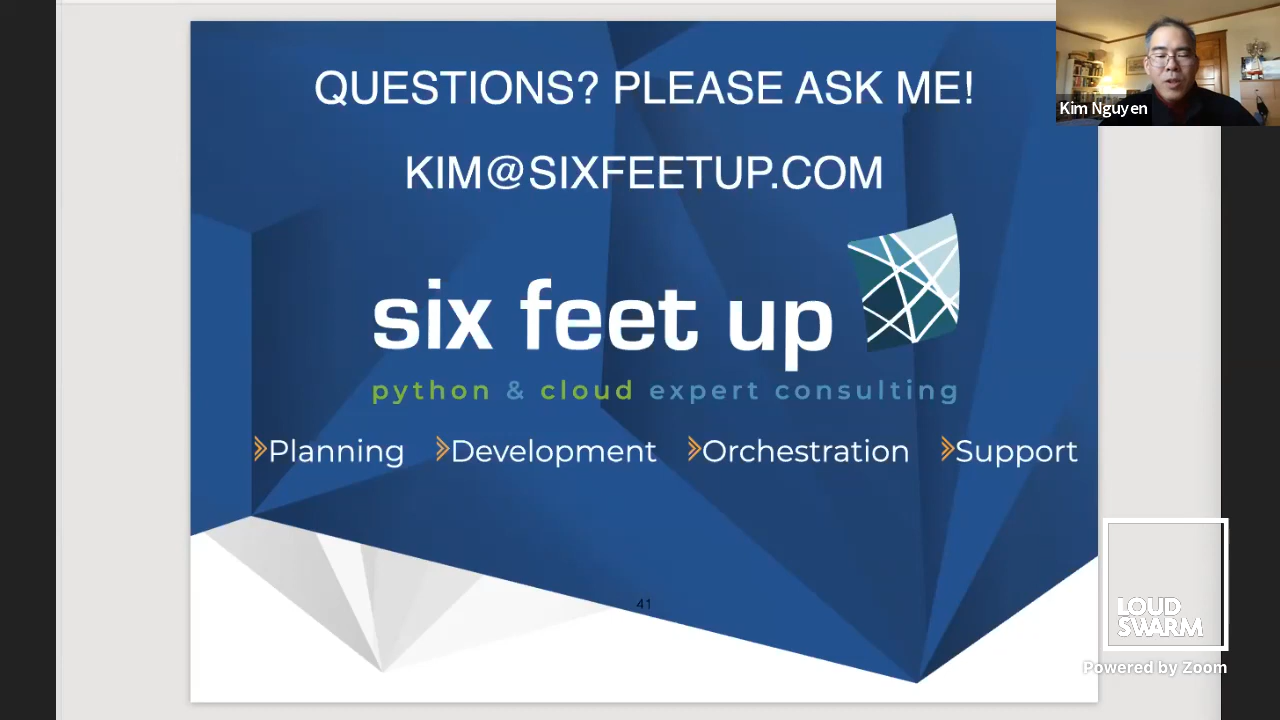 QUESTIONS? PLEASE ASK ME!
KIM@SIXFEETUP.COM
six feet up
python & cloud expert consulting
Planning Development Orchestration Support
41
Kim Nguyen
LOUD
SWARM
Powered by Zoom